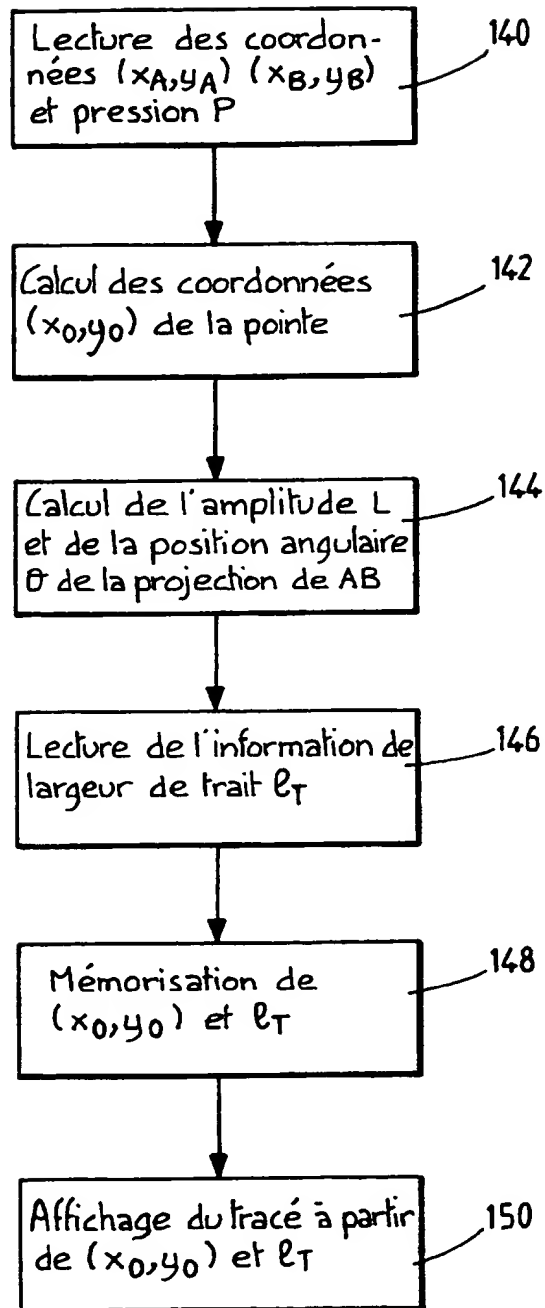 Lecture des coordon-
nées (xA,yA) (xB,yB)
et pression P
140
Calcul des coordonnées
(x0,y0) de la pointe
142
Calcul de l'amplitude L
et de la position angulaire
θ de la projection de AB
144
Lecture de l'information de
largeur de trait ℓT
146
Mémorisation de
(x0,y0) et ℓT
148
Affichage du tracé à partir
de (x0,y0) et ℓT
150